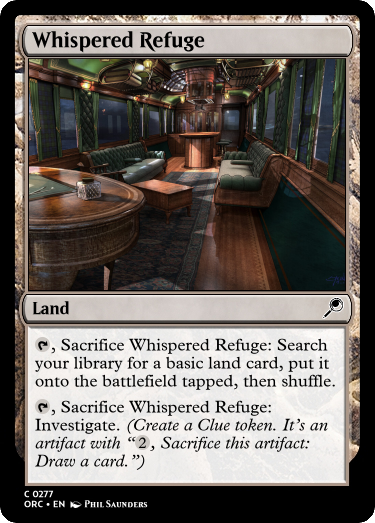 Whispered Refuge
Land
, Sacrifice Whispered Refuge: Search
your library for a basic land card, put it
onto the battlefield tapped, then shuffle.
, Sacrifice Whispered Refuge:
Investigate. (Create a Clue token. It's an
artifact with “2, Sacrifice this artifact:
Draw a card.”)
C 0277
ORC • EN PHIL SAUNDERS